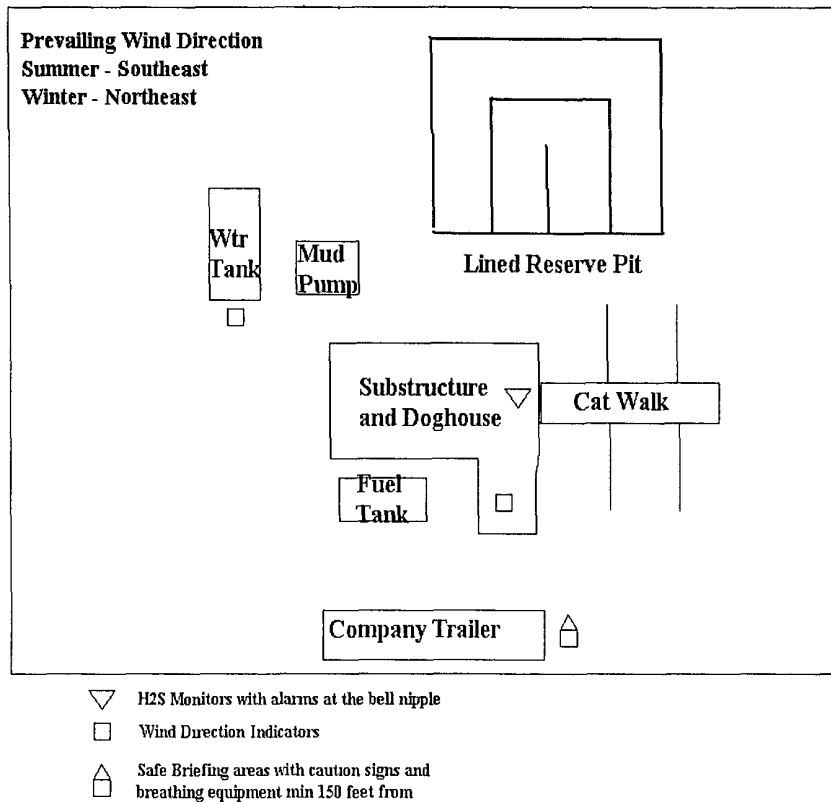 Prevailing Wind Direction
Summer - Southeast
Winter - Northeast
Wtr
Tank
Mud
Pump
Lined Reserve Pit
Substructure
and Doghouse
Cat Walk
Fuel
Tank
Company Trailer
H2S Monitors with alarms at the bell nipple
Wind Direction Indicators
Safe Briefing areas with caution signs and
breathing equipment min 150 feet from